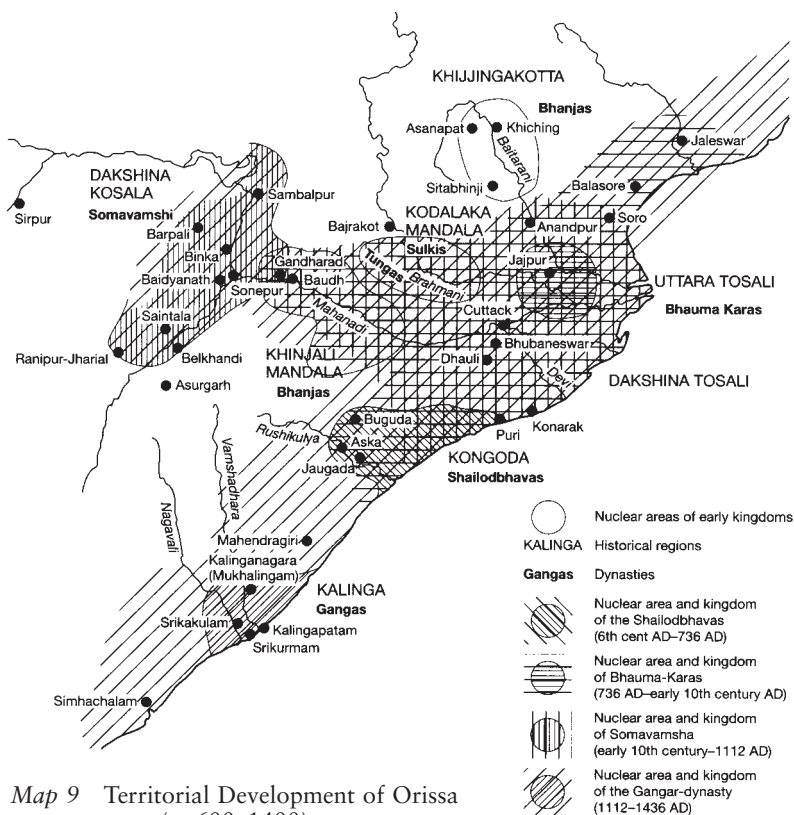 KHIJJINGAKOTTA
Bhanjas
Asanapat
Khiching
Baitarani
Jaleswar
Sitabhinji
Balasore
DAKSHINA
KOSALA
Somavamshi
Sambalpur
Sirpur
Barpali
Bajrakot
KODALAKA
MANDALA
Sulkis
Anandpur
Soro
Binka
Gandharadi
Tungas
Brahmani
Jajpur
Baidyanath
Sonepur
Baudh
UTTARA TOSALI
Bhauma Karas
Mahanadi
Cuttack
Saintala
Ranipur-Jharial
Belkhandi
KHINJALI
MANDALA
Bhanjas
Bhubaneswar
Dhauli
Devi
DAKSHINA TOSALI
Asurgarh
Buguda
Rushikulya
Aska
Jaugada
Puri
Konarak
KONGODA
Shailodbhavas
Vamshadhara
Nagavali
Mahendragiri
Kalinganagara
(Mukhalingam)
KALINGA
Gangas
Srikakulam
Kalingapatam
Srikurmam
Simhachalam
Nuclear areas of early kingdoms
KALINGA Historical regions
Gangas Dynasties
Nuclear area and kingdom
of the Shailodbhavas
(6th cent AD–736 AD)
Nuclear area and kingdom
of Bhauma-Karas
(736 AD–early 10th century AD)
Nuclear area and kingdom
of Somavamsha
(early 10th century–1112 AD)
Nuclear area and kingdom
of the Gangar-dynasty
(1112–1436 AD)
Map 9 Territorial Development of Orissa